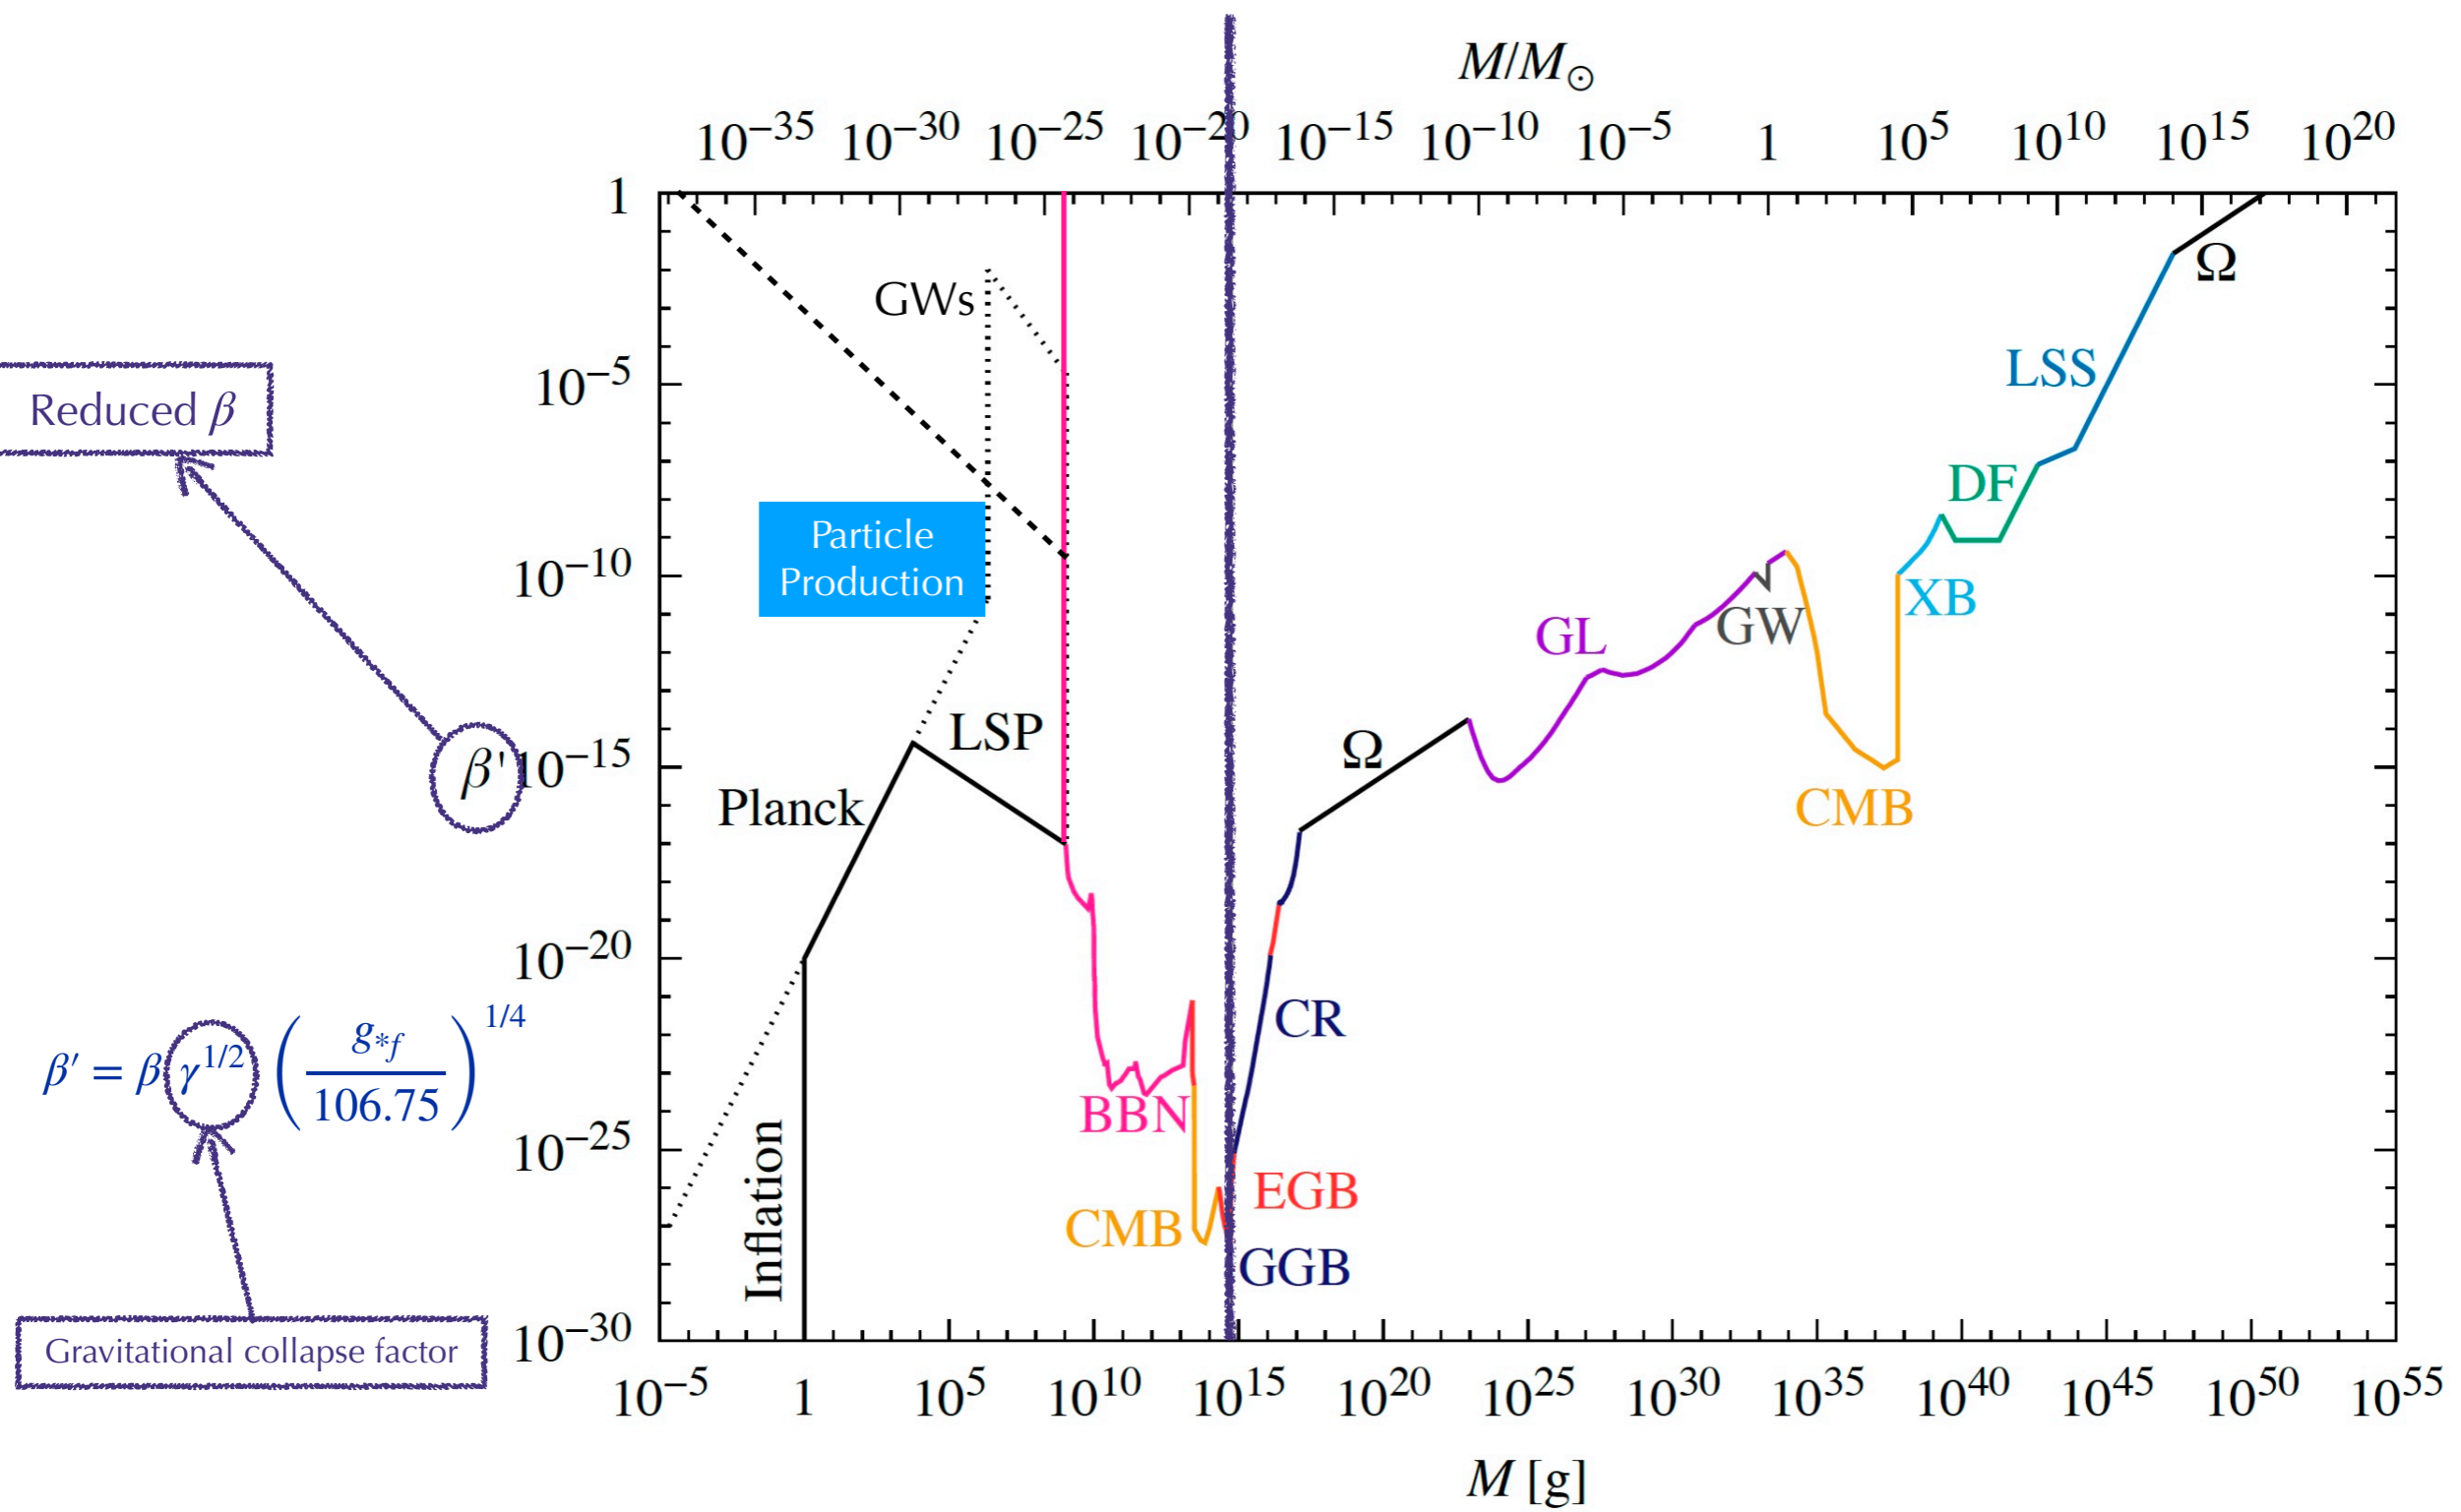 M/M☉
10⁻³⁵ 10⁻³⁰ 10⁻²⁵ 10⁻²⁰ 10⁻¹⁵ 10⁻¹⁰ 10⁻⁵ 1 10⁵ 10¹⁰ 10¹⁵ 10²⁰
1
Ω
GWs
LSS
10⁻⁵
Reduced β
DF
Particle
Production
10⁻¹⁰
XB
GW
GL
LSP
Ω
β'
10⁻¹⁵
Planck
CMB
10⁻²⁰
CR
β′ = β γ^{1/2} (g_{*f}/106.75)^{1/4}
BBN
10⁻²⁵
EGB
Inflation
CMB
GGB
10⁻³⁰
Gravitational collapse factor
10⁻⁵ 1 10⁵ 10¹⁰ 10¹⁵ 10²⁰ 10²⁵ 10³⁰ 10³⁵ 10⁴⁰ 10⁴⁵ 10⁵⁰ 10⁵⁵
M [g]